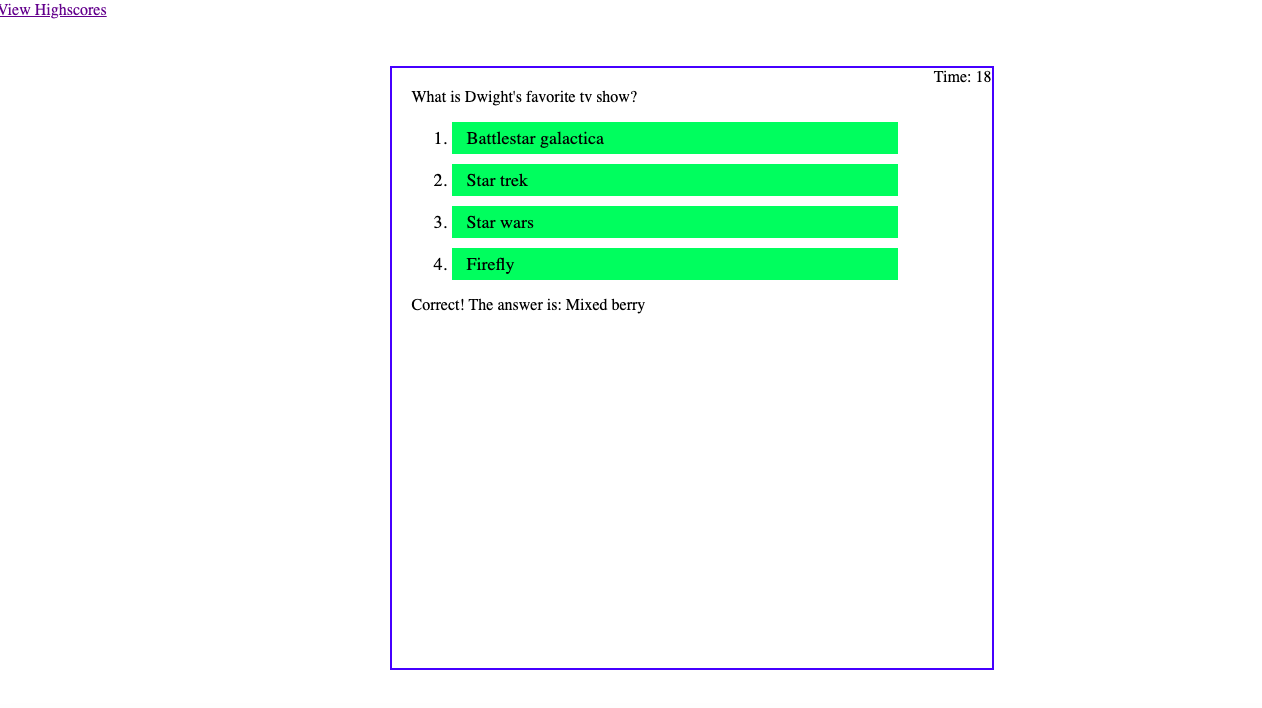 View Highscores
Time: 18
What is Dwight's favorite tv show?
1. Battlestar galactica
2. Star trek
3. Star wars
4. Firefly
Correct! The answer is: Mixed berry